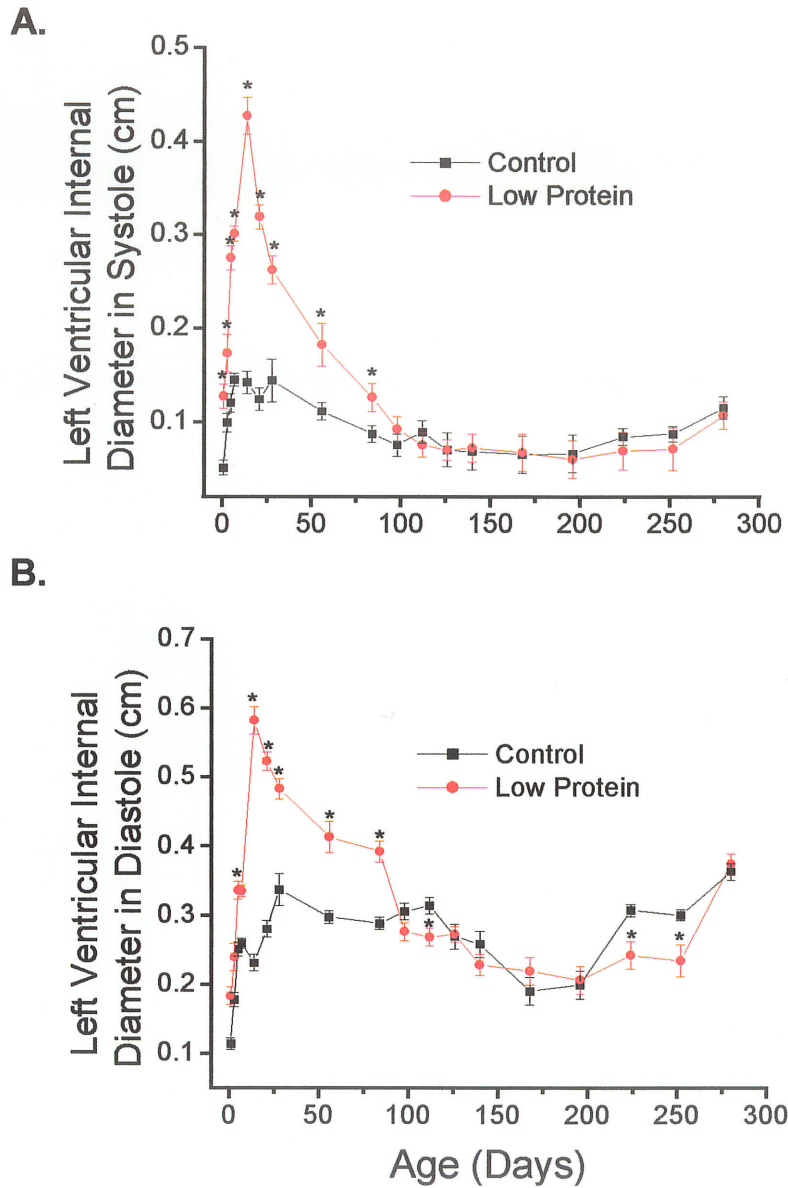 A.
Left Ventricular Internal
Diameter in Systole (cm)
0.5
0.4
0.3
0.2
0.1
Control
Low Protein
*
*
*
*
*
*
*
*
*
0 50 100 150 200 250 300
B.
Left Ventricular Internal
Diameter in Diastole (cm)
0.7
0.6
0.5
0.4
0.3
0.2
0.1
Control
Low Protein
*
*
*
*
*
*
*
*
*
0 50 100 150 200 250 300
Age (Days)